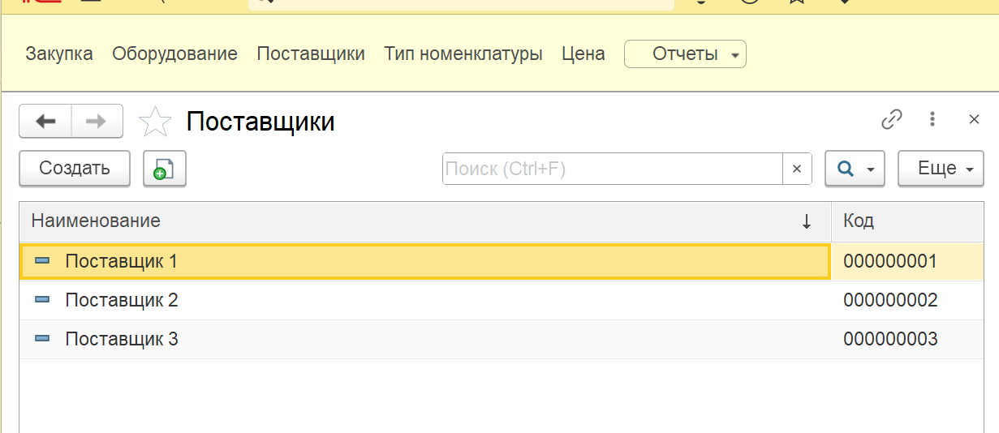 Закупка Оборудование Поставщики Тип номенклатуры Цена Отчеты
Поставщики
Создать Поиск (Ctrl+F) Еще
Наименование Код
Поставщик 1 000000001
Поставщик 2 000000002
Поставщик 3 000000003